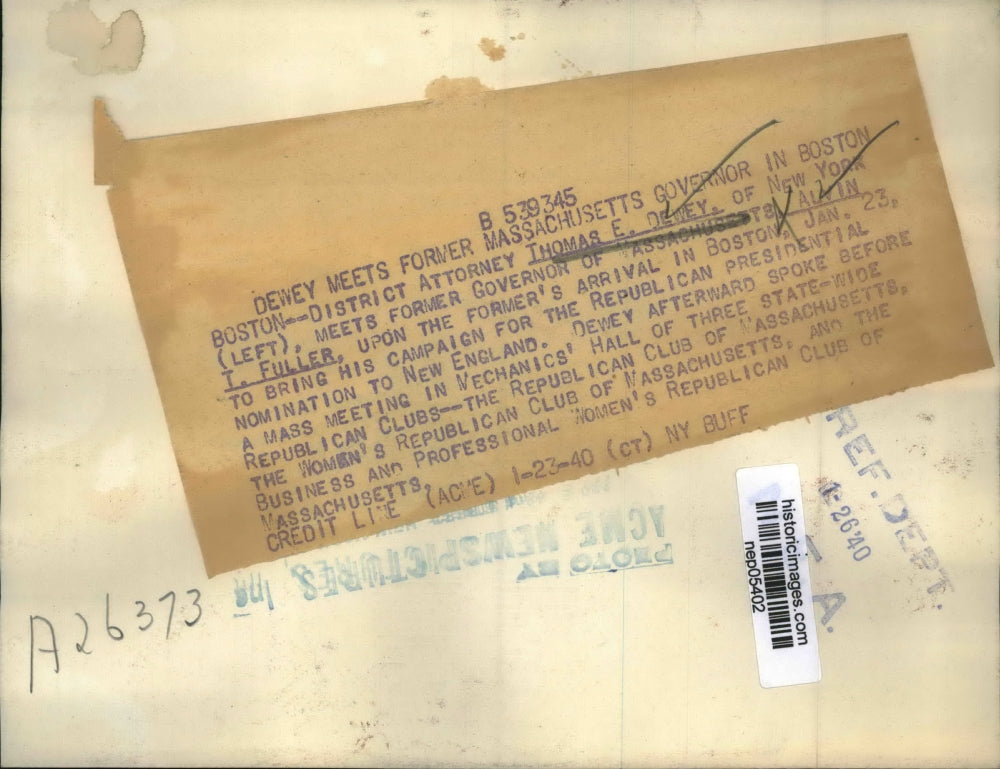 B 539345
DEWEY MEETS FORMER MASSACHUSETTS GOVERNOR IN BOSTON
BOSTON--DISTRICT ATTORNEY THOMAS E. DEWEY, OF NEW YORK
(LEFT), MEETS FORMER GOVERNOR OF MASSACHUSETTS, ALVIN
T. FULLER, UPON THE FORMER'S ARRIVAL IN BOSTON, JAN. 23,
TO BRING HIS CAMPAIGN FOR THE REPUBLICAN PRESIDENTIAL
NOMINATION TO NEW ENGLAND. DEWEY AFTERWARD SPOKE BEFORE
A MASS MEETING IN MECHANICS' HALL OF THREE STATE-WIDE
REPUBLICAN CLUBS--THE REPUBLICAN CLUB OF MASSACHUSETTS,
THE WOMEN'S REPUBLICAN CLUB OF MASSACHUSETTS, AND THE
BUSINESS AND PROFESSIONAL WOMEN'S REPUBLICAN CLUB OF
MASSACHUSETTS.
CREDIT LINE (ACME) 1-23-40 (CT) NY BUFF
PHOTO BY
ACME NEWSPICTURES, Inc
REF. DEPT.
1-26'40
A.
historicimages.com
nep05402
A26373